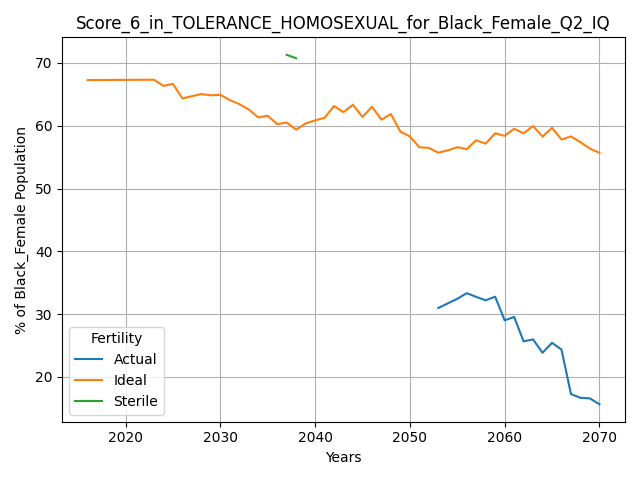 Score_6_in_TOLERANCE_HOMOSEXUAL_for_Black_Female_Q2_IQ
% of Black_Female Population
70
60
50
40
30
20
Fertility
Actual
Ideal
Sterile
2020
2030
2040
2050
2060
2070
Years